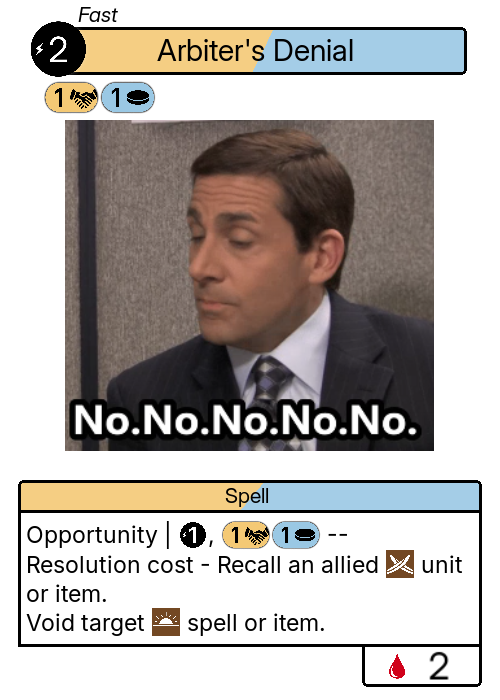 Fast
2 Arbiter's Denial
1 1
No.No.No.No.No.
Spell
Opportunity | 1, 1 1 --
Resolution cost - Recall an allied unit
or item.
Void target spell or item.
2